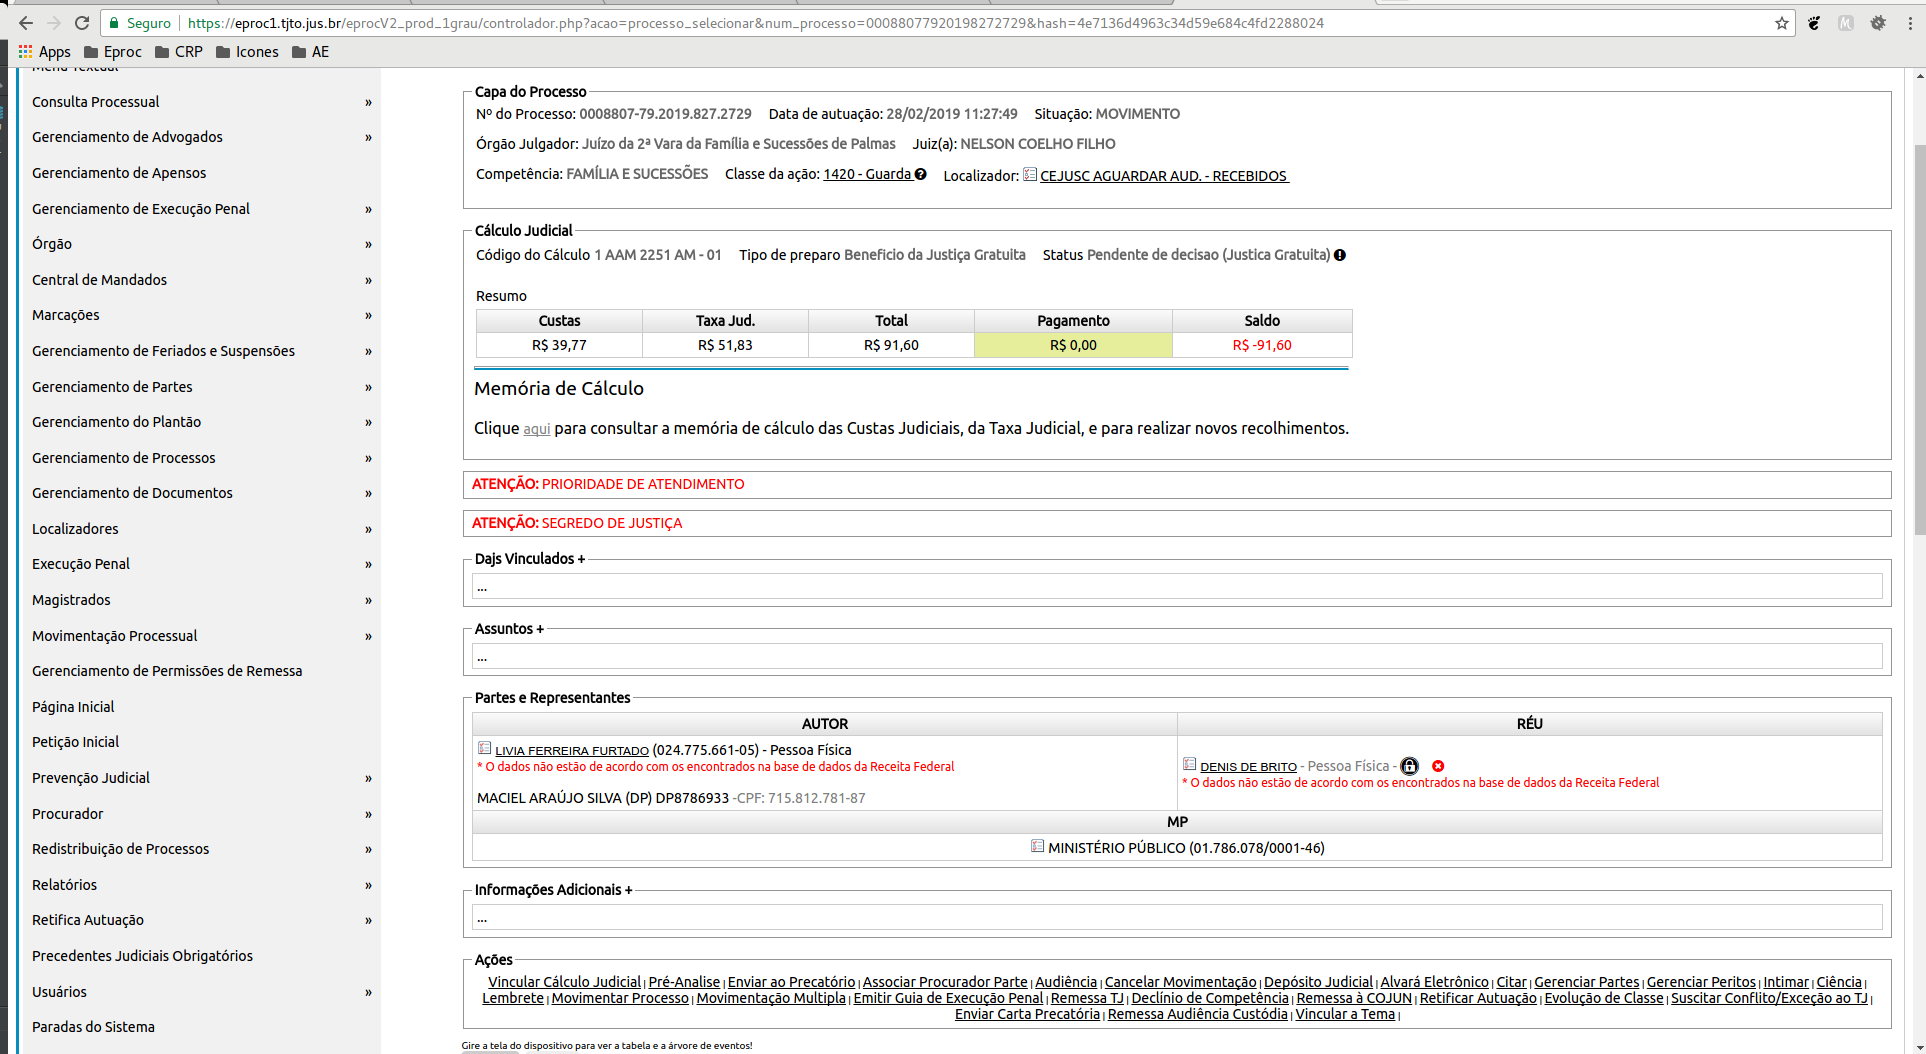 Seguro https://eproc1.tjto.jus.br/eprocV2_prod_1grau/controlador.php?acao=processo_selecionar&num_processo=00088077920198272729&hash=4e7136d4963c34d59e684c4fd2288024
Apps Eproc CRP Icones AE
Menu Textual
Consulta Processual »
Gerenciamento de Advogados »
Gerenciamento de Apensos
Gerenciamento de Execução Penal »
Órgão »
Central de Mandados »
Marcações »
Gerenciamento de Feriados e Suspensões »
Gerenciamento de Partes »
Gerenciamento do Plantão »
Gerenciamento de Processos »
Gerenciamento de Documentos »
Localizadores »
Execução Penal »
Magistrados »
Movimentação Processual »
Gerenciamento de Permissões de Remessa
Página Inicial
Petição Inicial
Prevenção Judicial »
Procurador »
Redistribuição de Processos »
Relatórios »
Retifica Autuação »
Precedentes Judiciais Obrigatórios
Usuários »
Paradas do Sistema
Capa do Processo
Nº do Processo: 0008807-79.2019.827.2729 Data de autuação: 28/02/2019 11:27:49 Situação: MOVIMENTO
Órgão Julgador: Juízo da 2ª Vara da Família e Sucessões de Palmas Juiz(a): NELSON COELHO FILHO
Competência: FAMÍLIA E SUCESSÕES Classe da ação: 1420 - Guarda Localizador: CEJUSC AGUARDAR AUD. - RECEBIDOS
Cálculo Judicial
Código do Cálculo 1 AAM 2251 AM - 01 Tipo de preparo Beneficio da Justiça Gratuita Status Pendente de decisao (Justica Gratuita)
Resumo
Custas Taxa Jud. Total Pagamento Saldo
R$ 39,77 R$ 51,83 R$ 91,60 R$ 0,00 R$ -91,60
Memória de Cálculo
Clique aqui para consultar a memória de cálculo das Custas Judiciais, da Taxa Judicial, e para realizar novos recolhimentos.
ATENÇÃO: PRIORIDADE DE ATENDIMENTO
ATENÇÃO: SEGREDO DE JUSTIÇA
Dajs Vinculados +
...
Assuntos +
...
Partes e Representantes
AUTOR RÉU
LIVIA FERREIRA FURTADO (024.775.661-05) - Pessoa Física
* O dados não estão de acordo com os encontrados na base de dados da Receita Federal
MACIEL ARAÚJO SILVA (DP) DP8786933 -CPF: 715.812.781-87
DENIS DE BRITO - Pessoa Física -
* O dados não estão de acordo com os encontrados na base de dados da Receita Federal
MP
MINISTÉRIO PÚBLICO (01.786.078/0001-46)
Informações Adicionais +
...
Ações
Vincular Cálculo Judicial | Pré-Analise | Enviar ao Precatório | Associar Procurador Parte | Audiência | Cancelar Movimentação | Depósito Judicial | Alvará Eletrônico | Citar | Gerenciar Partes | Gerenciar Peritos | Intimar | Ciência |
Lembrete | Movimentar Processo | Movimentação Multipla | Emitir Guia de Execução Penal | Remessa TJ | Declínio de Competência | Remessa à COJUN | Retificar Autuação | Evolução de Classe | Suscitar Conflito/Exceção ao TJ |
Enviar Carta Precatória | Remessa Audiência Custódia | Vincular a Tema |
Gire a tela do dispositivo para ver a tabela e a árvore de eventos!